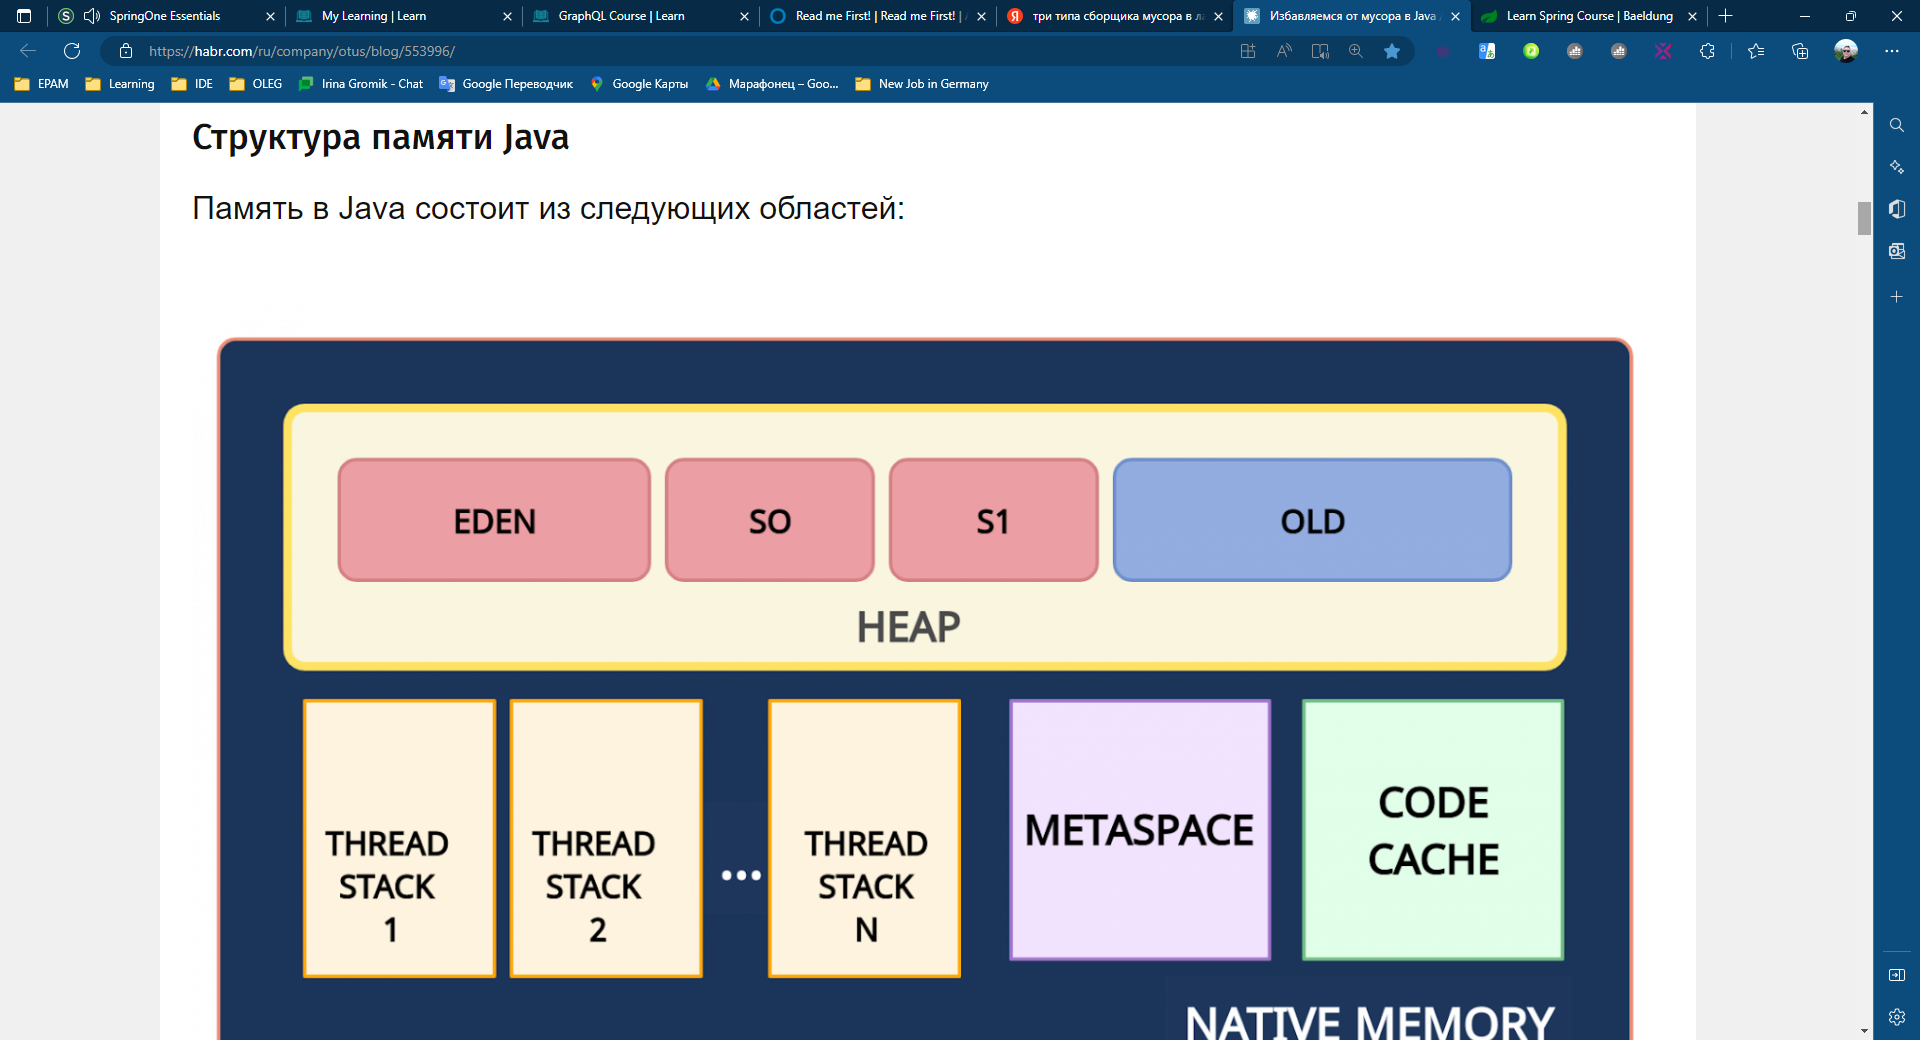 SpringOne Essentials
My Learning | Learn
GraphQL Course | Learn
Read me First! | Read me First! |
три типа сборщика мусора в
Избавляемся от мусора в Java
Learn Spring Course | Baeldung
https://habr.com/ru/company/otus/blog/553996/
EPAM
Learning
IDE
OLEG
Irina Gromik - Chat
Google Переводчик
Google Карты
Марафонец – Goo...
New Job in Germany
Структура памяти Java
Память в Java состоит из следующих областей:
EDEN
SO
S1
OLD
HEAP
THREAD
STACK
1
THREAD
STACK
2
...
THREAD
STACK
N
METASPACE
CODE
CACHE
NATIVE MEMORY